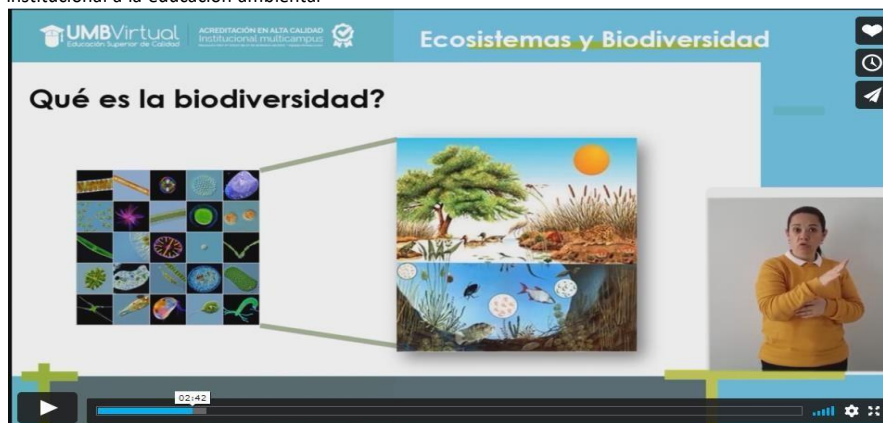 institucional a la educación ambiental
UMBVirtual
Educación Superior de Calidad
ACREDITACIÓN EN ALTA CALIDAD
Institucional multicampus
Ecosistemas y Biodiversidad
Qué es la biodiversidad?
02:42